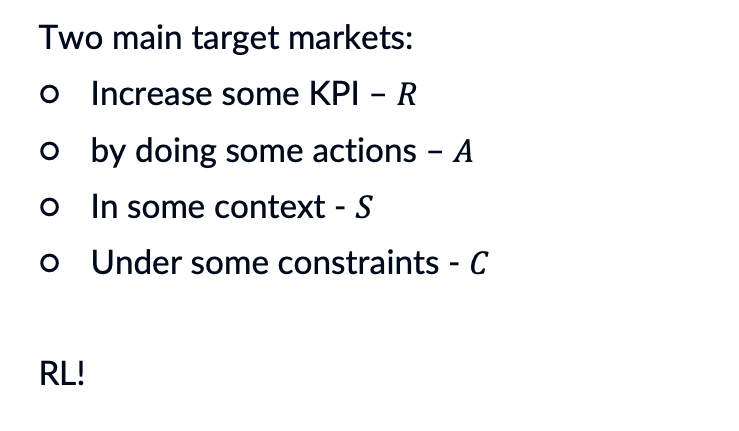 Two main target markets:
○ Increase some KPI – R
○ by doing some actions – A
○ In some context - S
○ Under some constraints - C
RL!